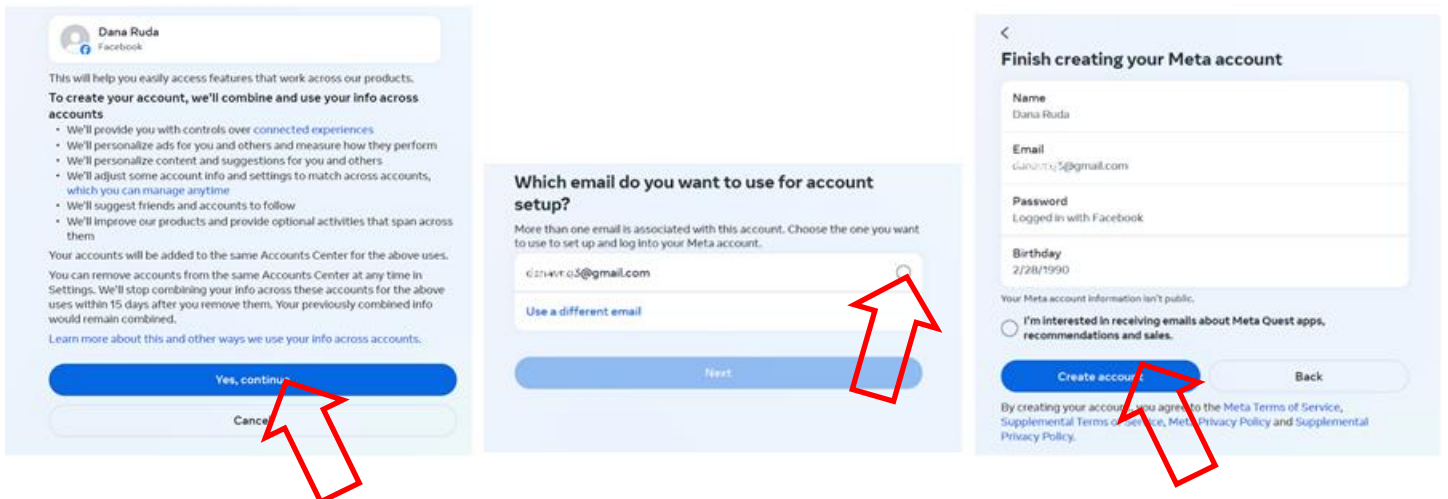 Dana Ruda
Facebook
This will help you easily access features that work across our products.
To create your account, we'll combine and use your info across
accounts
• We'll provide you with controls over connected experiences
• We'll personalize ads for you and others and measure how they perform
• We'll personalize content and suggestions for you and others
• We'll adjust some account info and settings to match across accounts,
which you can manage anytime
• We'll suggest friends and accounts to follow
• We'll improve our products and provide optional activities that span across
them
Your accounts will be added to the same Accounts Center for the above uses.
You can remove accounts from the same Accounts Center at any time in
Settings. We'll stop combining your info across these accounts for the above
uses within 15 days after you remove them. Your previously combined info
would remain combined.
Learn more about this and other ways we use your info across accounts.
Yes, continue
Cancel
Which email do you want to use for account
setup?
More than one email is associated with this account. Choose the one you want
to use to set up and log into your Meta account.
@gmail.com
Use a different email
Next
Finish creating your Meta account
Name
Dana Ruda
Email
@gmail.com
Password
Logged in with Facebook
Birthday
2/28/1990
Your Meta account information isn't public.
I'm interested in receiving emails about Meta Quest apps,
recommendations and sales.
Create account
Back
By creating your account, you agree to the Meta Terms of Service,
Supplemental Terms of Service, Meta Privacy Policy and Supplemental
Privacy Policy.